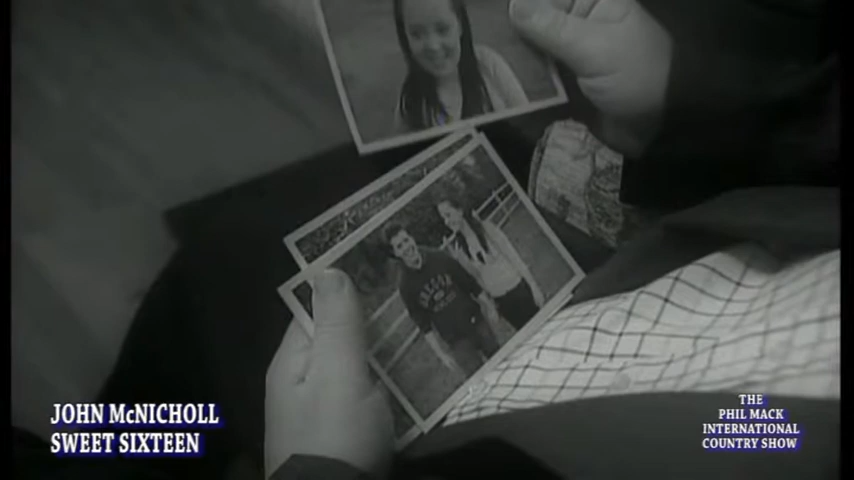 JOHN McNICHOLL
SWEET SIXTEEN
THE
PHIL MACK
INTERNATIONAL
COUNTRY SHOW